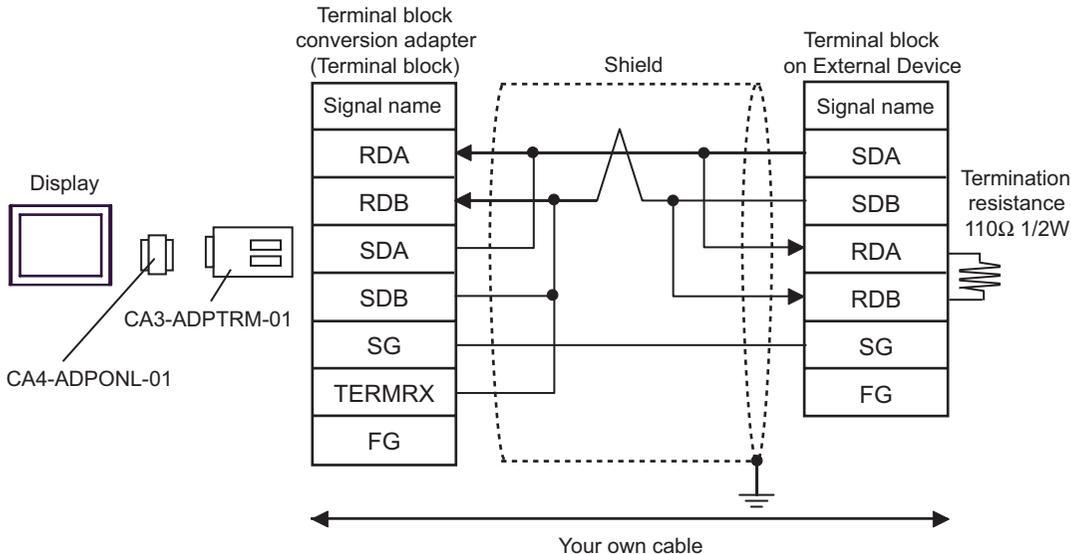 Terminal block
conversion adapter
(Terminal block)
Shield
Terminal block
on External Device
Signal name
RDA
RDB
SDA
SDB
SG
TERMRX
FG
Signal name
SDA
SDB
RDA
RDB
SG
FG
Termination
resistance
110Ω 1/2W
Display
CA3-ADPTRM-01
CA4-ADPONL-01
Your own cable